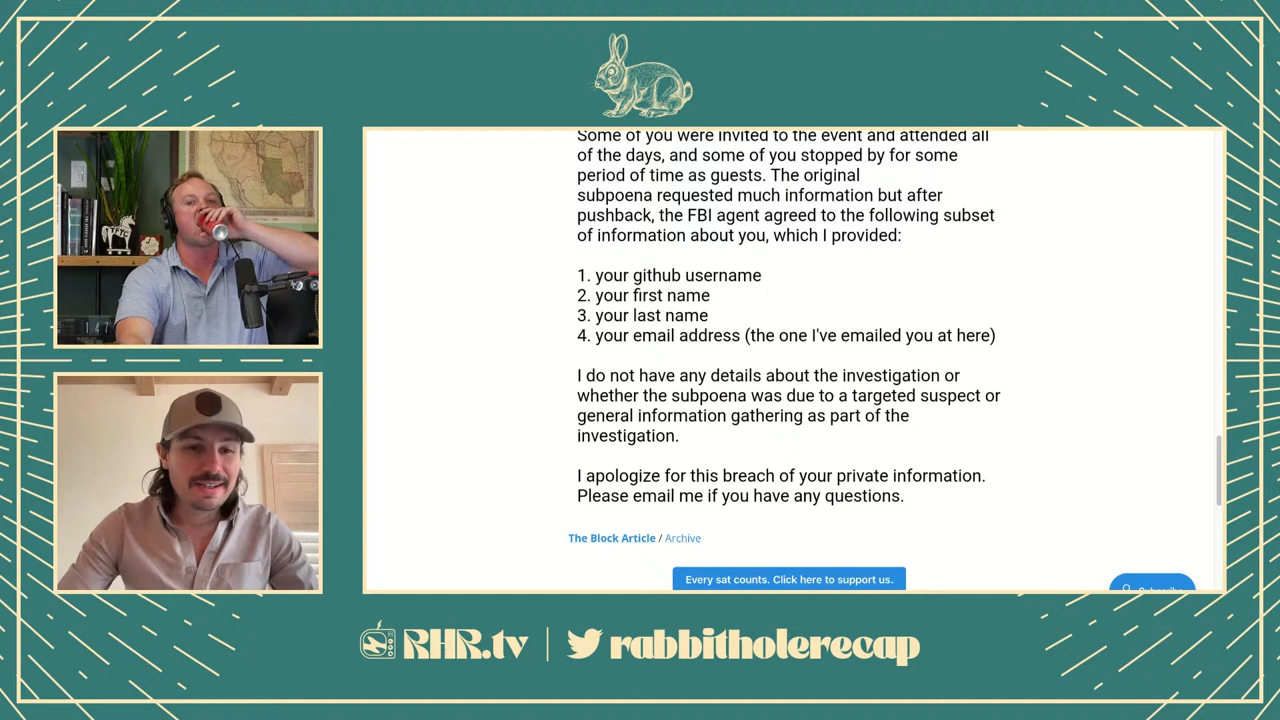 Some of you were invited to the event and attended all
of the days, and some of you stopped by for some
period of time as guests. The original
subpoena requested much information but after
pushback, the FBI agent agreed to the following subset
of information about you, which I provided:
1. your github username
2. your first name
3. your last name
4. your email address (the one I've emailed you at here)
I do not have any details about the investigation or
whether the subpoena was due to a targeted suspect or
general information gathering as part of the
investigation.
I apologize for this breach of your private information.
Please email me if you have any questions.
The Block Article / Archive
Every sat counts. Click here to support us.
Subscribe
RHR.tv | rabbitholerecap